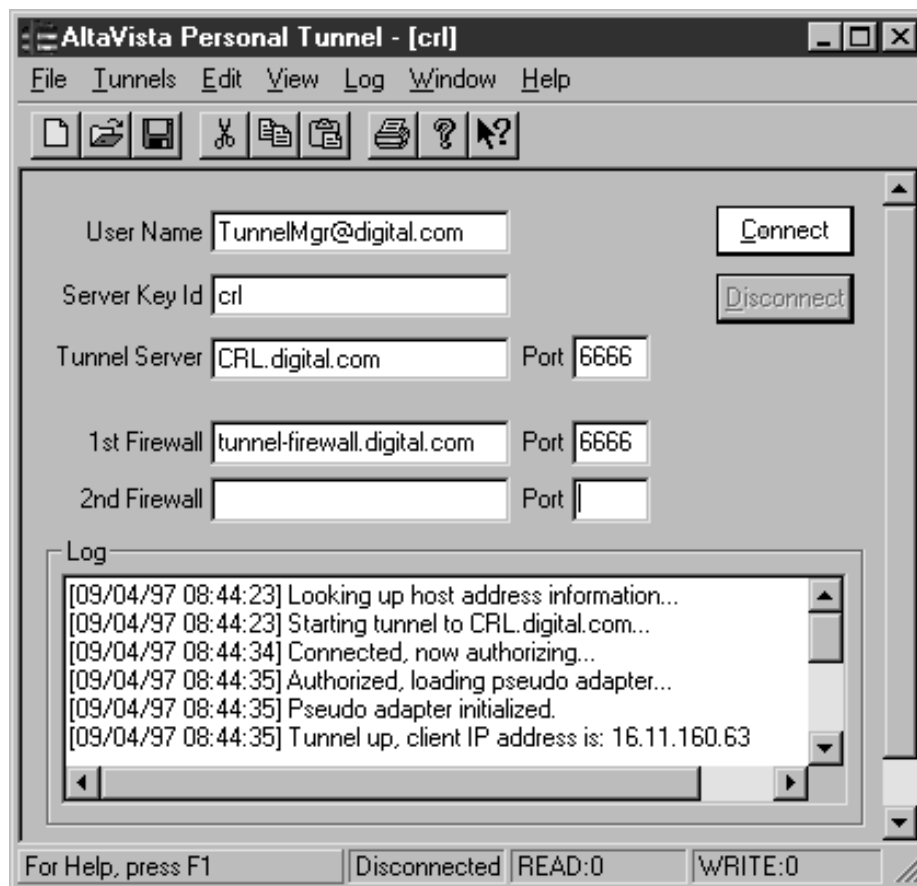 AltaVista Personal Tunnel - [crl]
File Tunnels Edit View Log Window Help
User Name TunnelMgr@digital.com Connect
Server Key Id crl Disconnect
Tunnel Server CRL.digital.com Port 6666
1st Firewall tunnel-firewall.digital.com Port 6666
2nd Firewall Port
Log
[09/04/97 08:44:23] Looking up host address information...
[09/04/97 08:44:23] Starting tunnel to CRL.digital.com...
[09/04/97 08:44:34] Connected, now authorizing...
[09/04/97 08:44:35] Authorized, loading pseudo adapter...
[09/04/97 08:44:35] Pseudo adapter initialized.
[09/04/97 08:44:35] Tunnel up, client IP address is: 16.11.160.63
For Help, press F1 Disconnected READ:0 WRITE:0